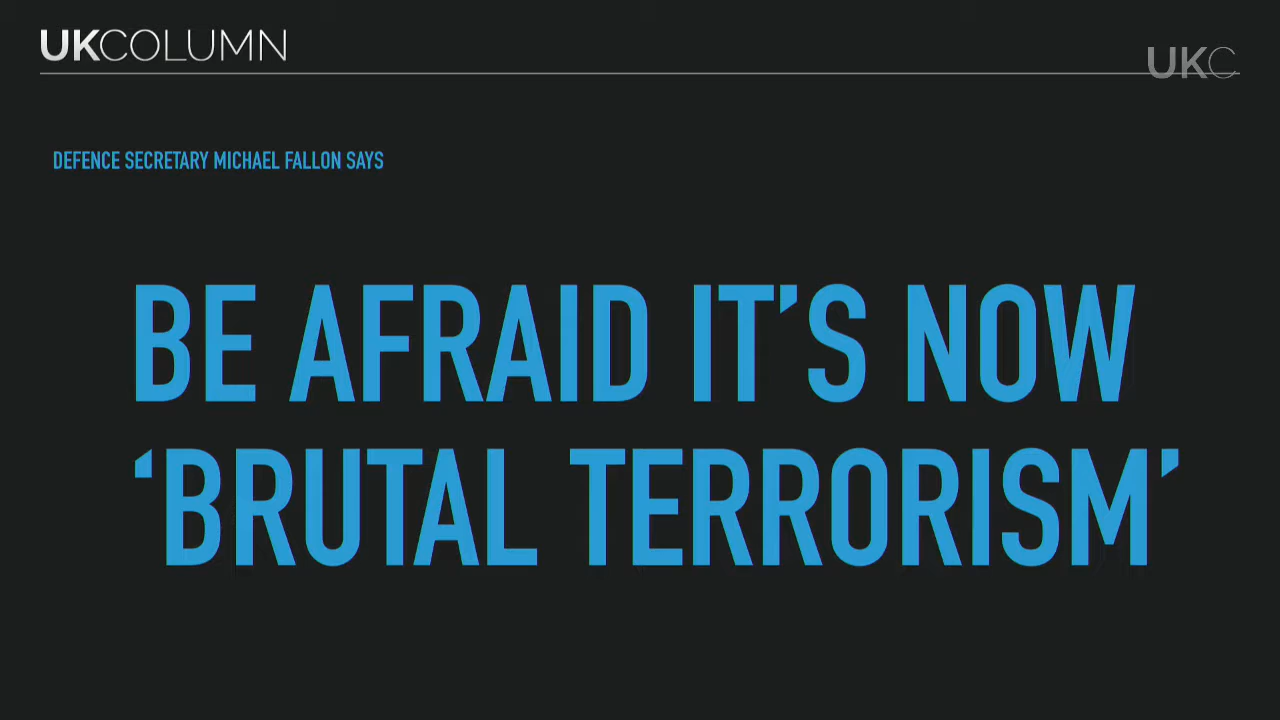 UKCOLUMN
UKC
DEFENCE SECRETARY MICHAEL FALLON SAYS
BE AFRAID IT’S NOW
‘BRUTAL TERRORISM’